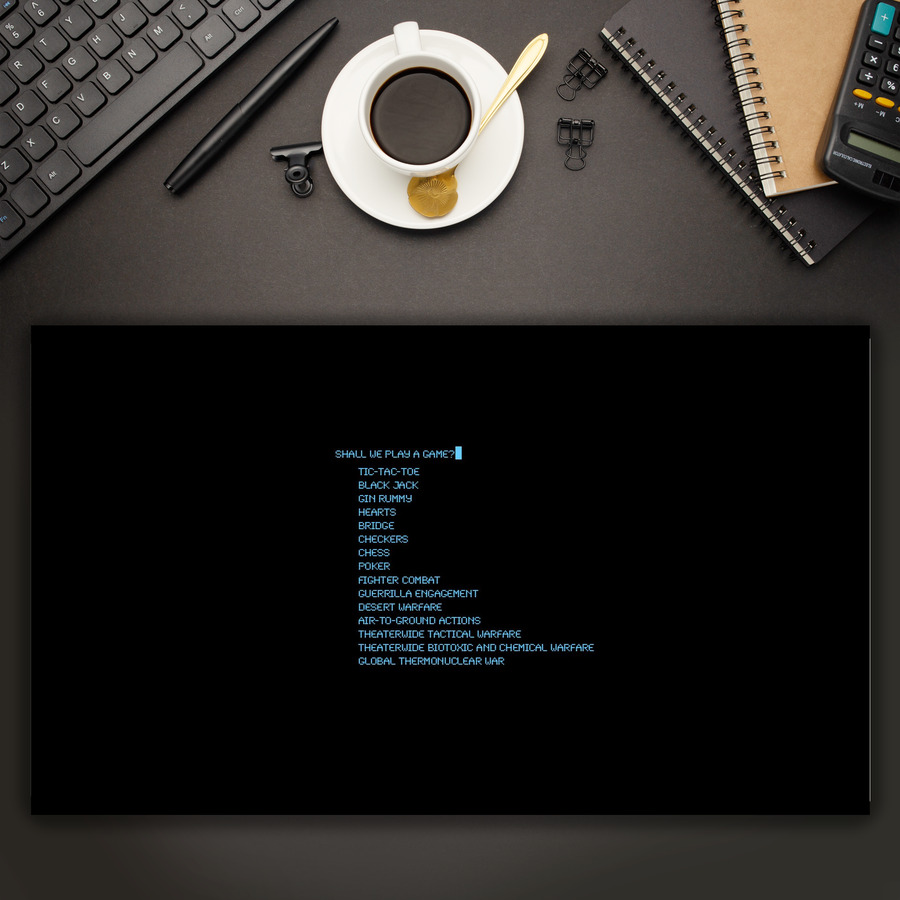 SHALL WE PLAY A GAME?
TIC-TAC-TOE
BLACK JACK
GIN RUMMY
HEARTS
BRIDGE
CHECKERS
CHESS
POKER
FIGHTER COMBAT
GUERRILLA ENGAGEMENT
DESERT WARFARE
AIR-TO-GROUND ACTIONS
THEATERWIDE TACTICAL WARFARE
THEATERWIDE BIOTOXIC AND CHEMICAL WARFARE
GLOBAL THERMONUCLEAR WAR